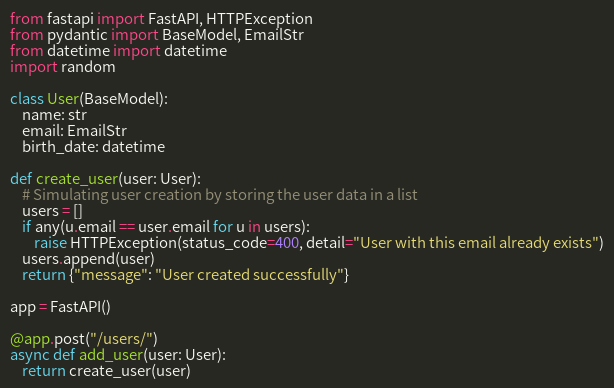 from fastapi import FastAPI, HTTPException
from pydantic import BaseModel, EmailStr
from datetime import datetime
import random

class User(BaseModel):
    name: str
    email: EmailStr
    birth_date: datetime

def create_user(user: User):
    # Simulating user creation by storing the user data in a list
    users = []
    if any(u.email == user.email for u in users):
        raise HTTPException(status_code=400, detail="User with this email already exists")
    users.append(user)
    return {"message": "User created successfully"}

app = FastAPI()

@app.post("/users/")
async def add_user(user: User):
    return create_user(user)